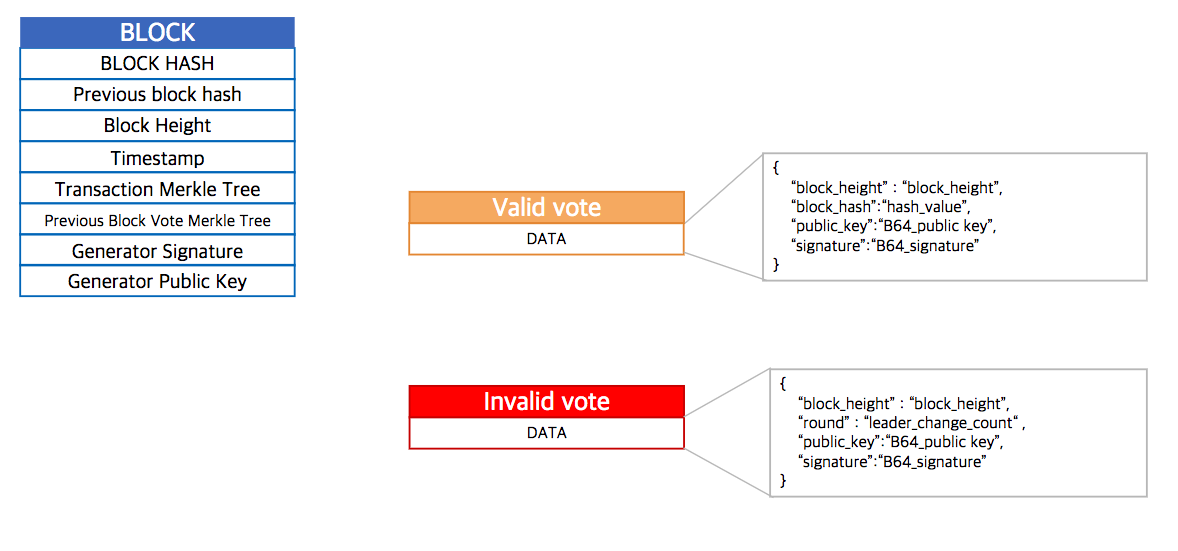 BLOCK
BLOCK HASH
Previous block hash
Block Height
Timestamp
Transaction Merkle Tree
Previous Block Vote Merkle Tree
Generator Signature
Generator Public Key
Valid vote
DATA
{
“block_height” : “block_height”,
“block_hash”:“hash_value”,
“public_key”:“B64_public key”,
“signature”:“B64_signature”
}
Invalid vote
DATA
{
“block_height” : “block_height”,
“round” : “leader_change_count“ ,
“public_key”:“B64_public key”,
“signature”:“B64_signature”
}